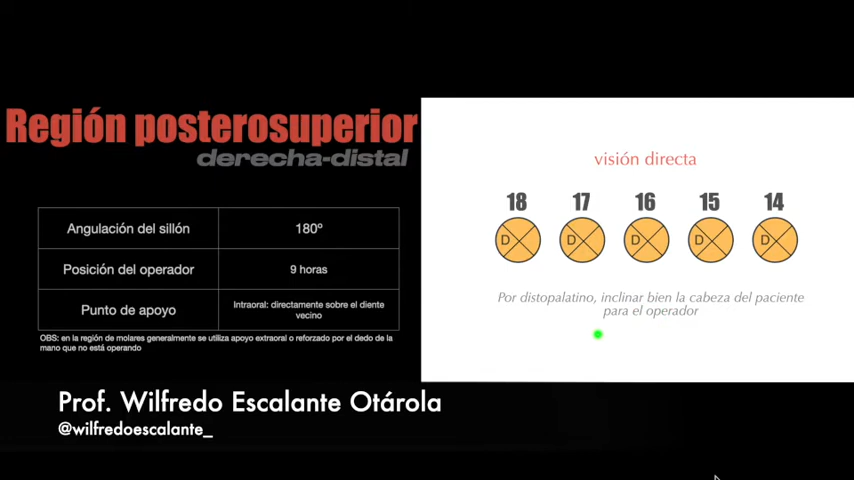 Región posterosuperior
derecha-distal
Angulación del sillón
180º
Posición del operador
9 horas
Punto de apoyo
Intraoral: directamente sobre el diente
vecino
OBS: en la región de molares generalmente se utiliza apoyo extraoral o reforzado por el dedo de la
mano que no está operando
visión directa
18 17 16 15 14
D D D D D
Por distopalatino, inclinar bien la cabeza del paciente
para el operador
Prof. Wilfredo Escalante Otárola
@wilfredoescalante_